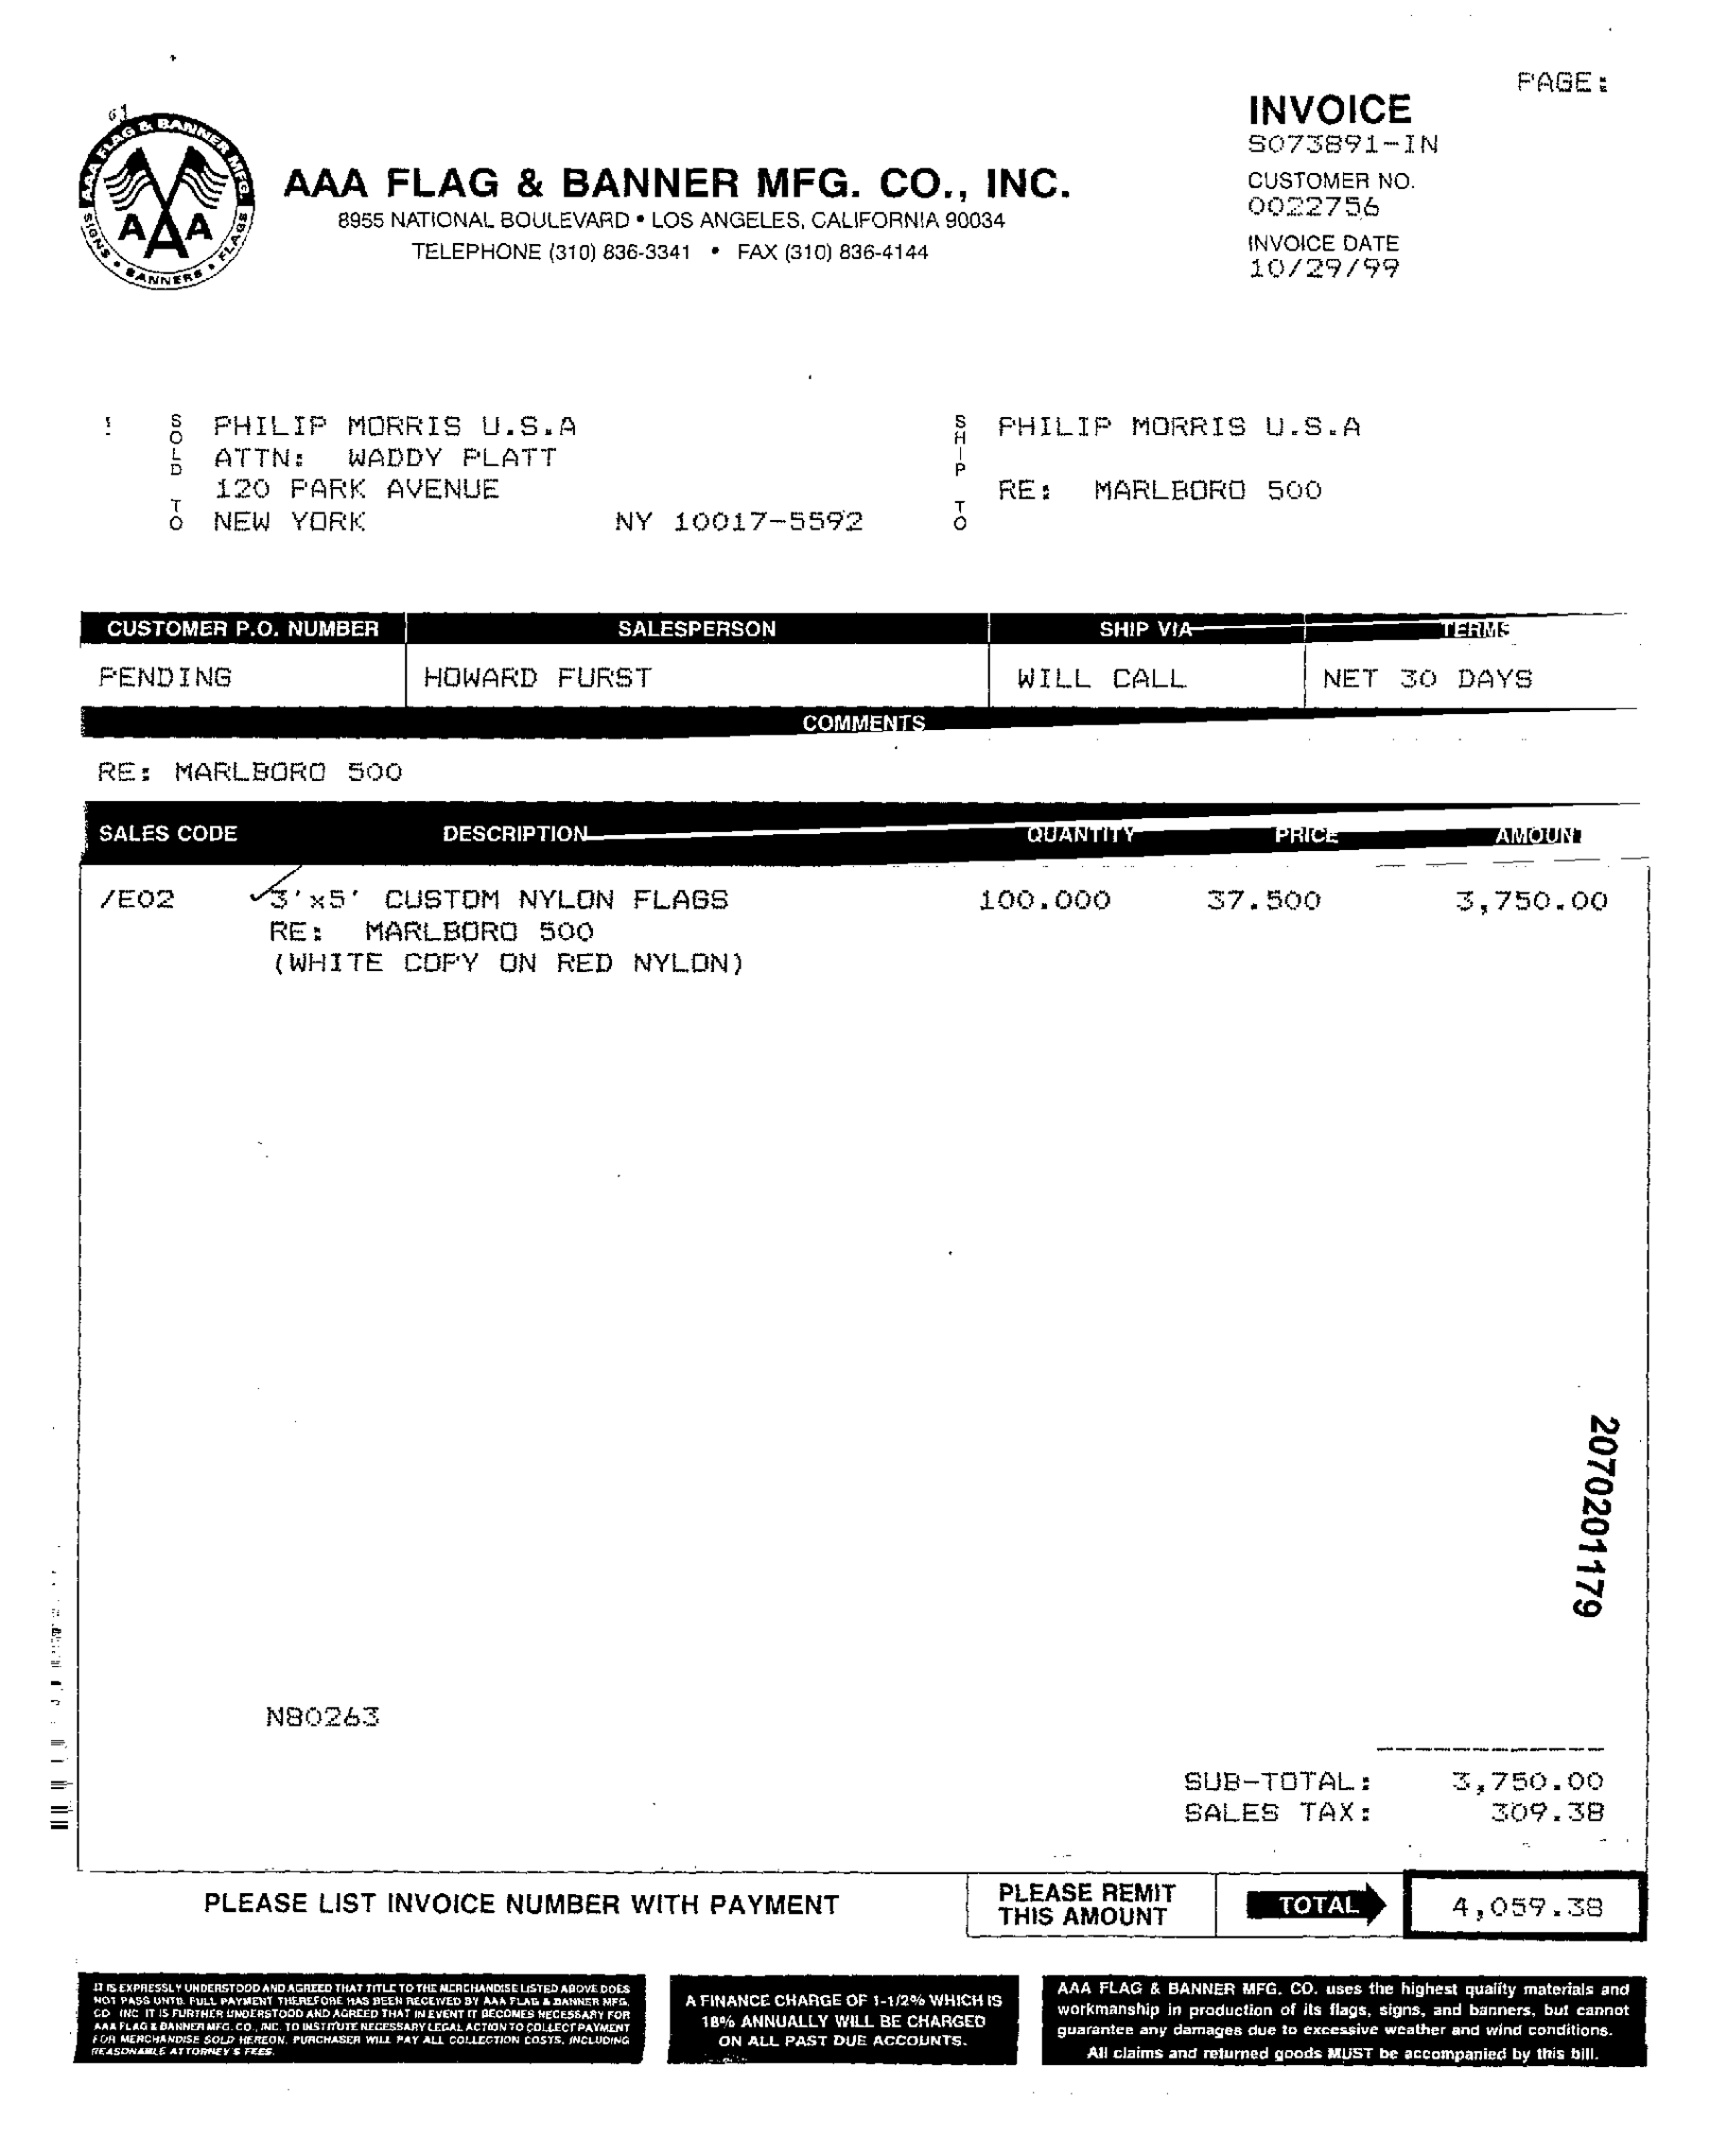 PAGE:
INVOICE
S073891-IN
CUSTOMER NO.
0022756
INVOICE DATE
10/29/99
AAA FLAG & BANNER MFG.
AAA
SIGNS • BANNERS • FLAGS
AAA FLAG & BANNER MFG. CO., INC.
8955 NATIONAL BOULEVARD • LOS ANGELES, CALIFORNIA 90034
TELEPHONE (310) 836-3341 • FAX (310) 836-4144
SOLD TO
PHILIP MORRIS U.S.A
ATTN: WADDY PLATT
120 PARK AVENUE
NEW YORK NY 10017-5592
SHIP TO
PHILIP MORRIS U.S.A
RE: MARLBORO 500
CUSTOMER P.O. NUMBER SALESPERSON SHIP VIA TERMS
PENDING HOWARD FURST WILL CALL NET 30 DAYS
COMMENTS
RE: MARLBORO 500
SALES CODE DESCRIPTION QUANTITY PRICE AMOUNT
/E02 3'x5' CUSTOM NYLON FLAGS 100.000 37.500 3,750.00
RE: MARLBORO 500
(WHITE COPY ON RED NYLON)
2070201179
N80263
SUB-TOTAL: 3,750.00
SALES TAX: 309.38
PLEASE LIST INVOICE NUMBER WITH PAYMENT
PLEASE REMIT
THIS AMOUNT
TOTAL
4,059.38
IT IS EXPRESSLY UNDERSTOOD AND AGREED THAT TITLE TO THE MERCHANDISE LISTED ABOVE DOES
NOT PASS UNTIL FULL PAYMENT THEREFORE HAS BEEN RECEIVED BY AAA FLAG & BANNER MFG.
CO. INC. IT IS FURTHER UNDERSTOOD AND AGREED THAT IN EVENT IT BECOMES NECESSARY FOR
AAA FLAG & BANNER MFG. CO., INC. TO INSTITUTE NECESSARY LEGAL ACTION TO COLLECT PAYMENT
FOR MERCHANDISE SOLD HEREON. PURCHASER WILL PAY ALL COLLECTION COSTS, INCLUDING
REASONABLE ATTORNEY'S FEES.
A FINANCE CHARGE OF 1-1/2% WHICH IS
18% ANNUALLY WILL BE CHARGED
ON ALL PAST DUE ACCOUNTS.
AAA FLAG & BANNER MFG. CO. uses the highest quality materials and
workmanship in production of its flags, signs, and banners, but cannot
guarantee any damages due to excessive weather and wind conditions.
All claims and returned goods MUST be accompanied by this bill.